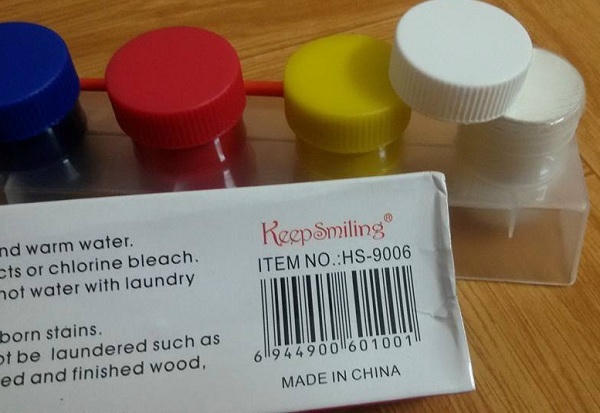 nd warm water.
cts or chlorine bleach.
hot water with laundry
born stains.
ot be laundered such as
ed and finished wood,
KeepSmiling®
ITEM NO.:HS-9006
6 944900 601001
MADE IN CHINA